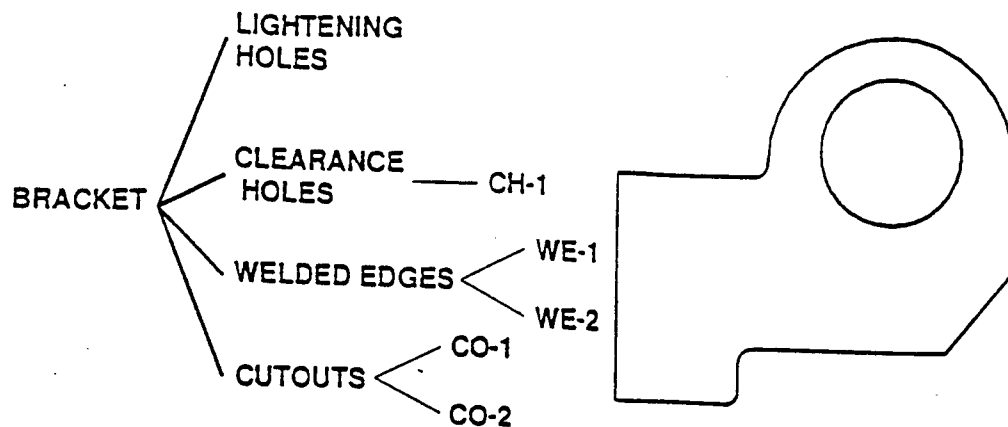 LIGHTENING
HOLES
BRACKET
CLEARANCE
HOLES
CH-1
WELDED EDGES
WE-1
WE-2
CUTOUTS
CO-1
CO-2